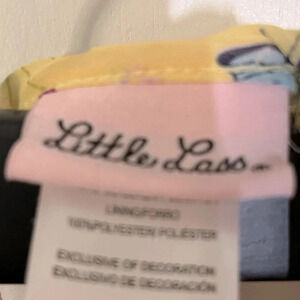 Little Lass
LINING/FORRO
100% POLYESTER/POLIÉSTER
EXCLUSIVE OF DECORATION
EXCLUSIVO DE DECORACIÓN